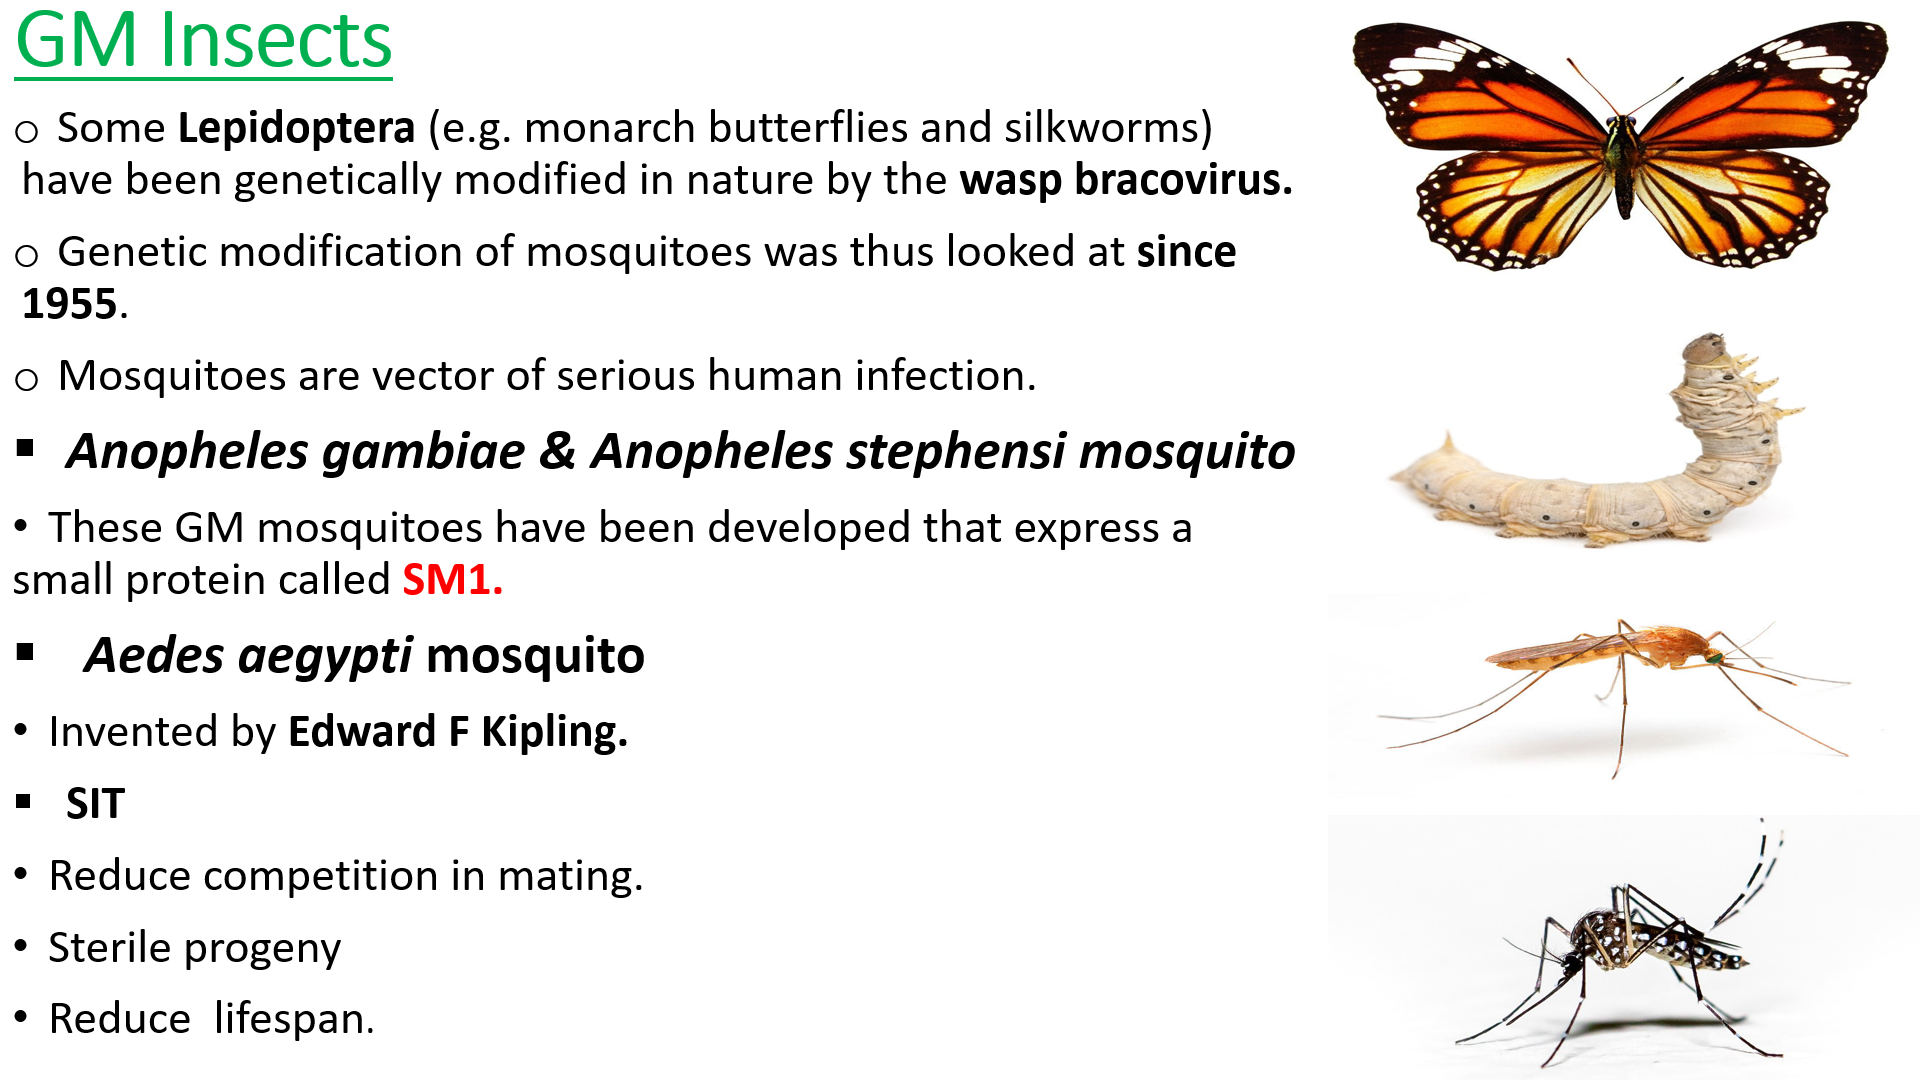 GM Insects
o Some Lepidoptera (e.g. monarch butterflies and silkworms)
have been genetically modified in nature by the wasp bracovirus.
o Genetic modification of mosquitoes was thus looked at since
1955.
o Mosquitoes are vector of serious human infection.
▪ Anopheles gambiae & Anopheles stephensi mosquito
• These GM mosquitoes have been developed that express a
small protein called SM1.
▪ Aedes aegypti mosquito
• Invented by Edward F Kipling.
▪ SIT
• Reduce competition in mating.
• Sterile progeny
• Reduce lifespan.